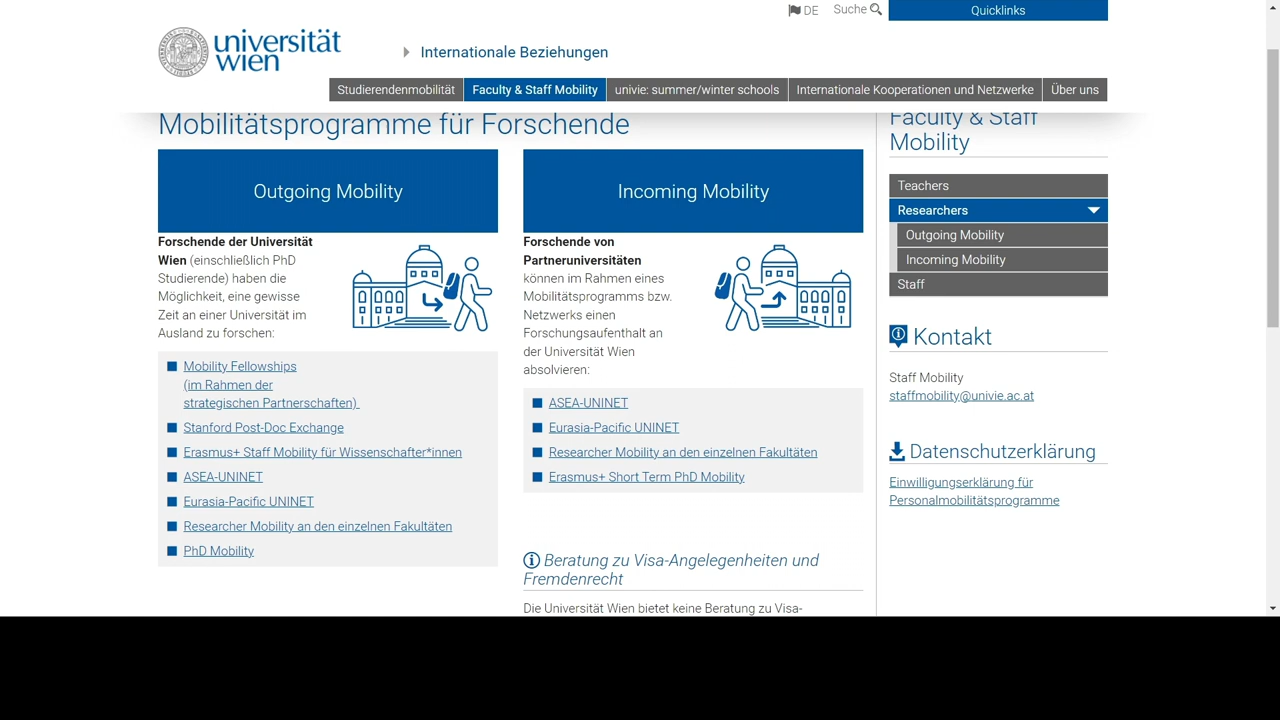 DE
Suche
Quicklinks
universität
wien
Internationale Beziehungen
Studierendenmobilität
Faculty & Staff Mobility
univie: summer/winter schools
Internationale Kooperationen und Netzwerke
Über uns
Mobilitätsprogramme für Forschende
Outgoing Mobility
Forschende der Universität
Wien (einschließlich PhD
Studierende) haben die
Möglichkeit, eine gewisse
Zeit an einer Universität im
Ausland zu forschen:
Mobility Fellowships
(im Rahmen der
strategischen Partnerschaften)
Stanford Post-Doc Exchange
Erasmus+ Staff Mobility für Wissenschafter*innen
ASEA-UNINET
Eurasia-Pacific UNINET
Researcher Mobility an den einzelnen Fakultäten
PhD Mobility
Incoming Mobility
Forschende von
Partneruniversitäten
können im Rahmen eines
Mobilitätsprogramms bzw.
Netzwerks einen
Forschungsaufenthalt an
der Universität Wien
absolvieren:
ASEA-UNINET
Eurasia-Pacific UNINET
Researcher Mobility an den einzelnen Fakultäten
Erasmus+ Short Term PhD Mobility
Beratung zu Visa-Angelegenheiten und
Fremdenrecht
Die Universität Wien bietet keine Beratung zu Visa-
Faculty & Staff
Mobility
Teachers
Researchers
Outgoing Mobility
Incoming Mobility
Staff
Kontakt
Staff Mobility
staffmobility@univie.ac.at
Datenschutzerklärung
Einwilligungserklärung für
Personalmobilitätsprogramme